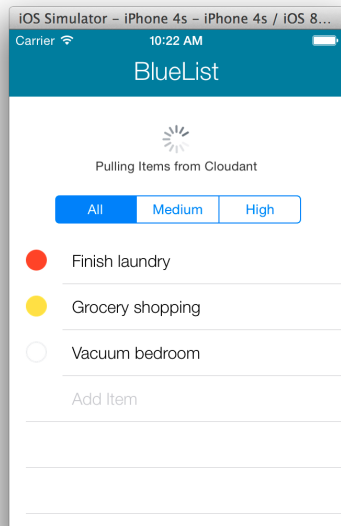 iOS Simulator – iPhone 4s – iPhone 4s / iOS 8...
Carrier 10:22 AM
BlueList
Pulling Items from Cloudant
All Medium High
Finish laundry
Grocery shopping
Vacuum bedroom
Add Item